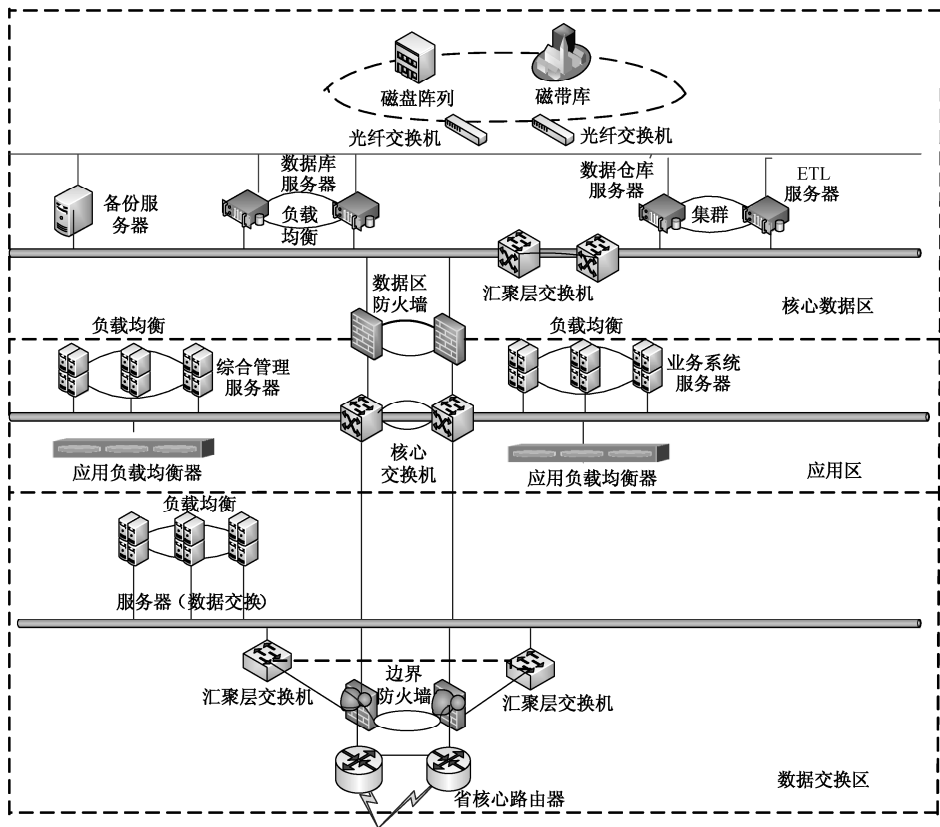 磁盘阵列
磁带库
光纤交换机
光纤交换机
备份服
务器
数据库
服务器
负载
均衡
数据仓库
服务器
ETL
服务器
集群
汇聚层交换机
数据区
防火墙
核心数据区
负载均衡
综合管理
服务器
负载均衡
业务系统
服务器
应用负载均衡器
核心
交换机
应用负载均衡器
应用区
负载均衡
服务器（数据交换）
汇聚层交换机
边界
防火墙
汇聚层交换机
省核心路由器
数据交换区